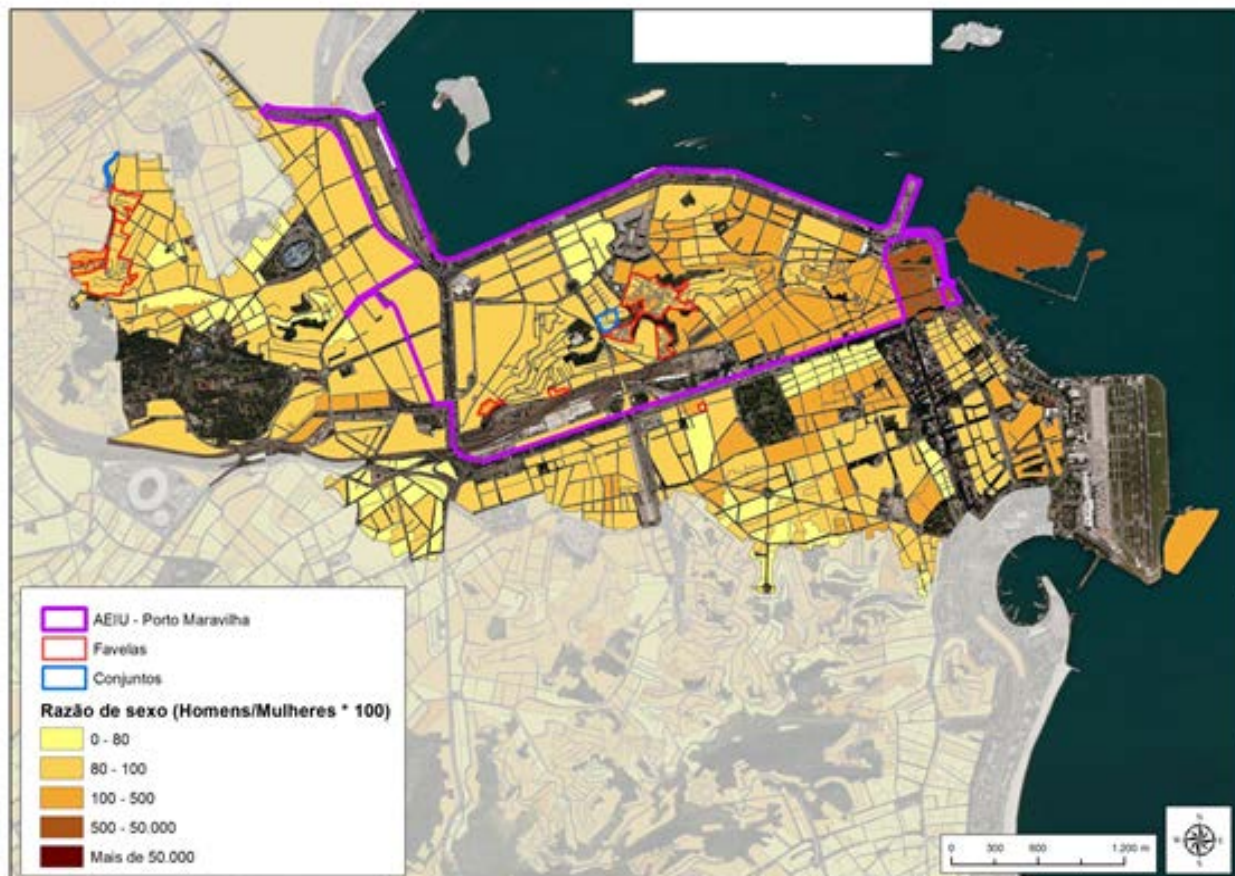 AEIU - Porto Maravilha
Favelas
Conjuntos
Razão de sexo (Homens/Mulheres * 100)
0 - 80
80 - 100
100 - 500
500 - 50.000
Mais de 50.000
0 300 600 1.200 m
N
W E
S